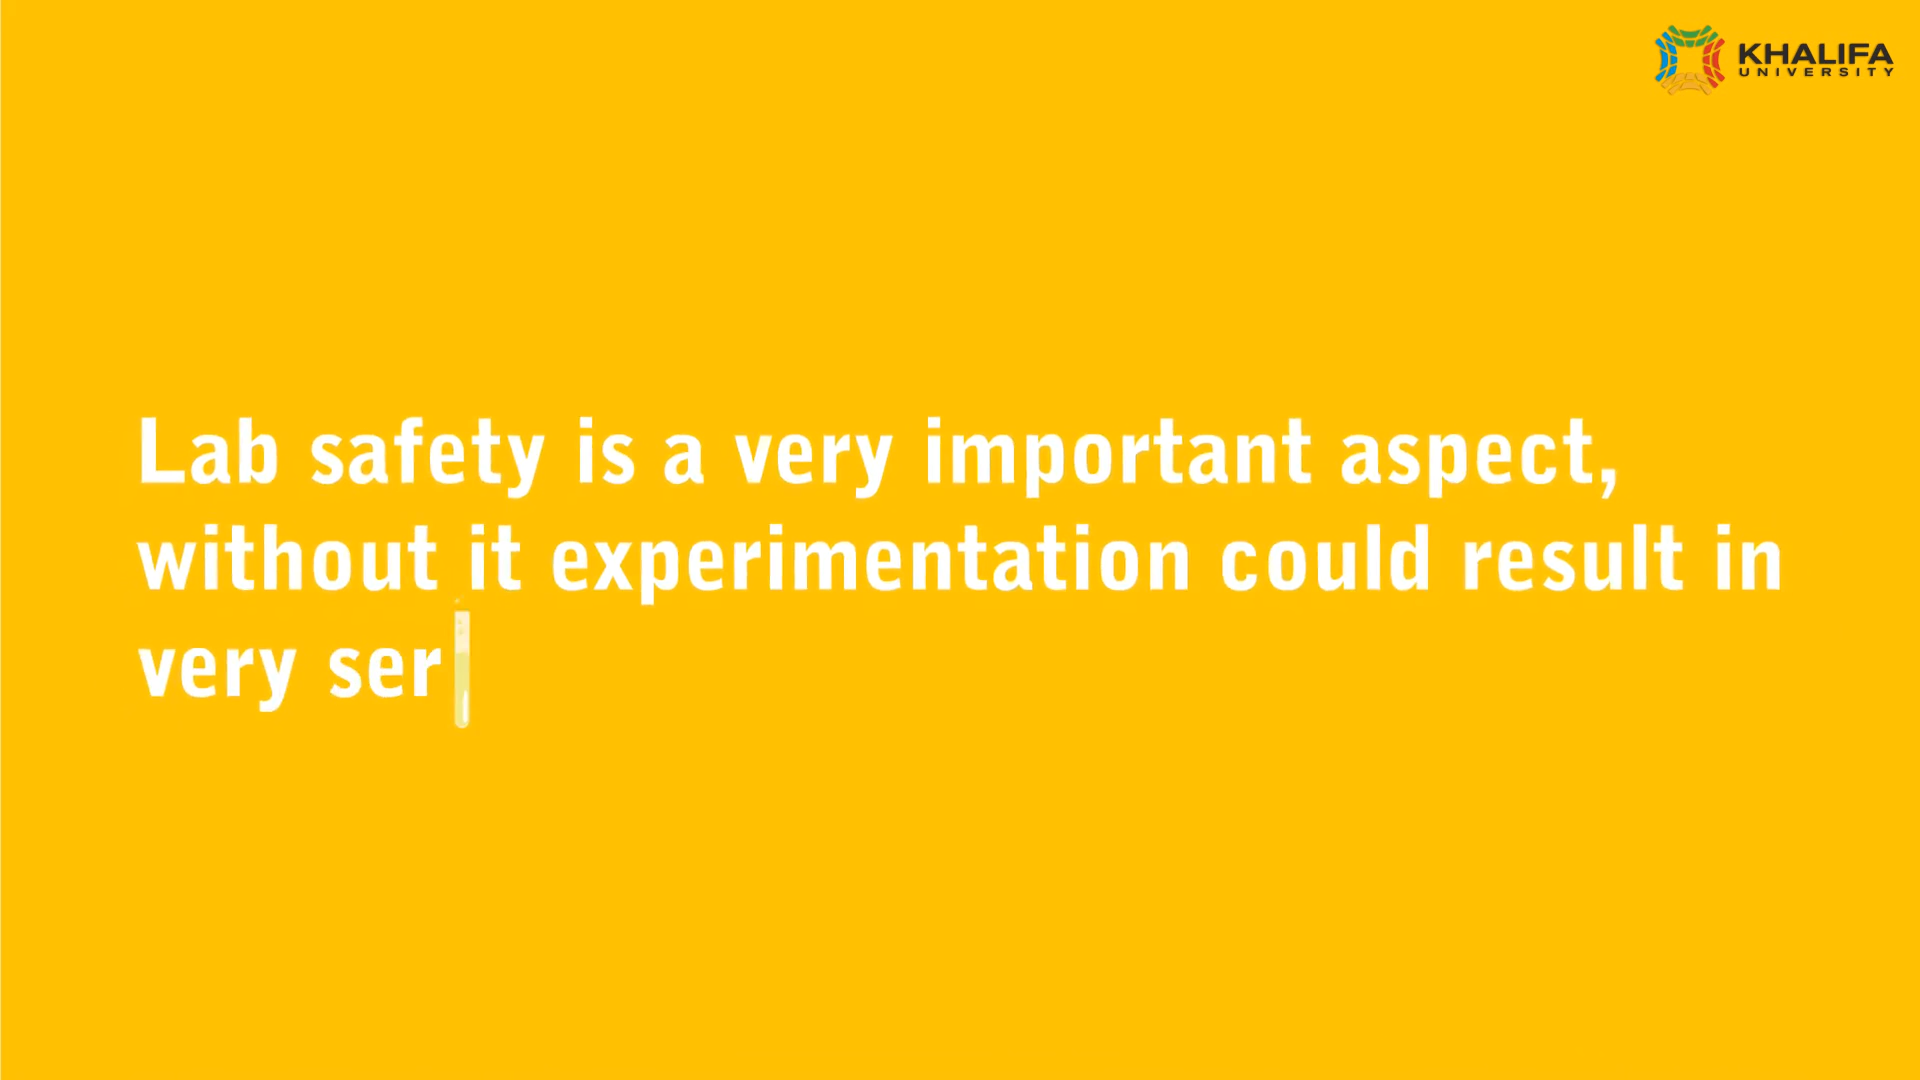 KHALIFA
UNIVERSITY
Lab safety is a very important aspect,
without it experimentation could result in
very ser